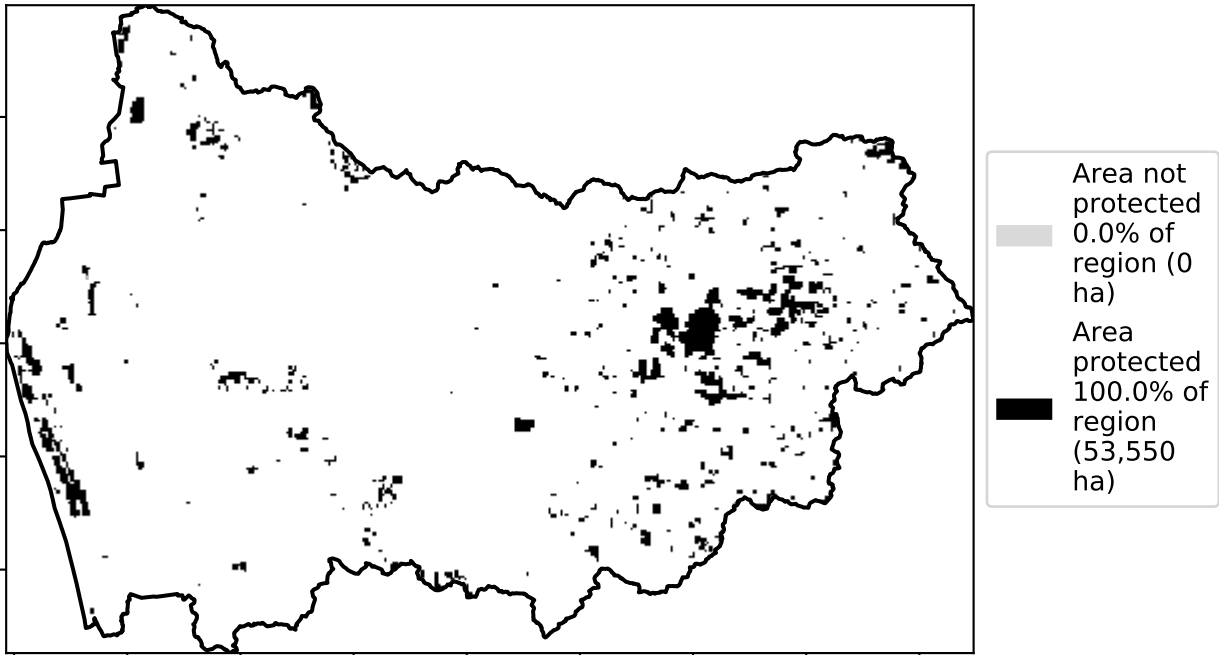 Area not
protected
0.0% of
region (0
ha)
Area
protected
100.0% of
region
(53,550
ha)